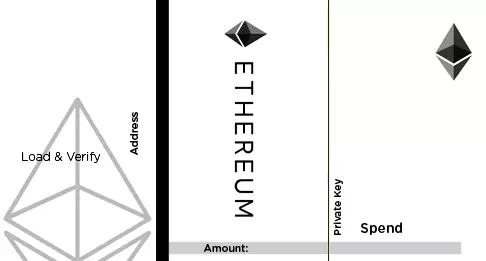 Load & Verify
Address
ETHEREUM
Amount:
Private Key
Spend